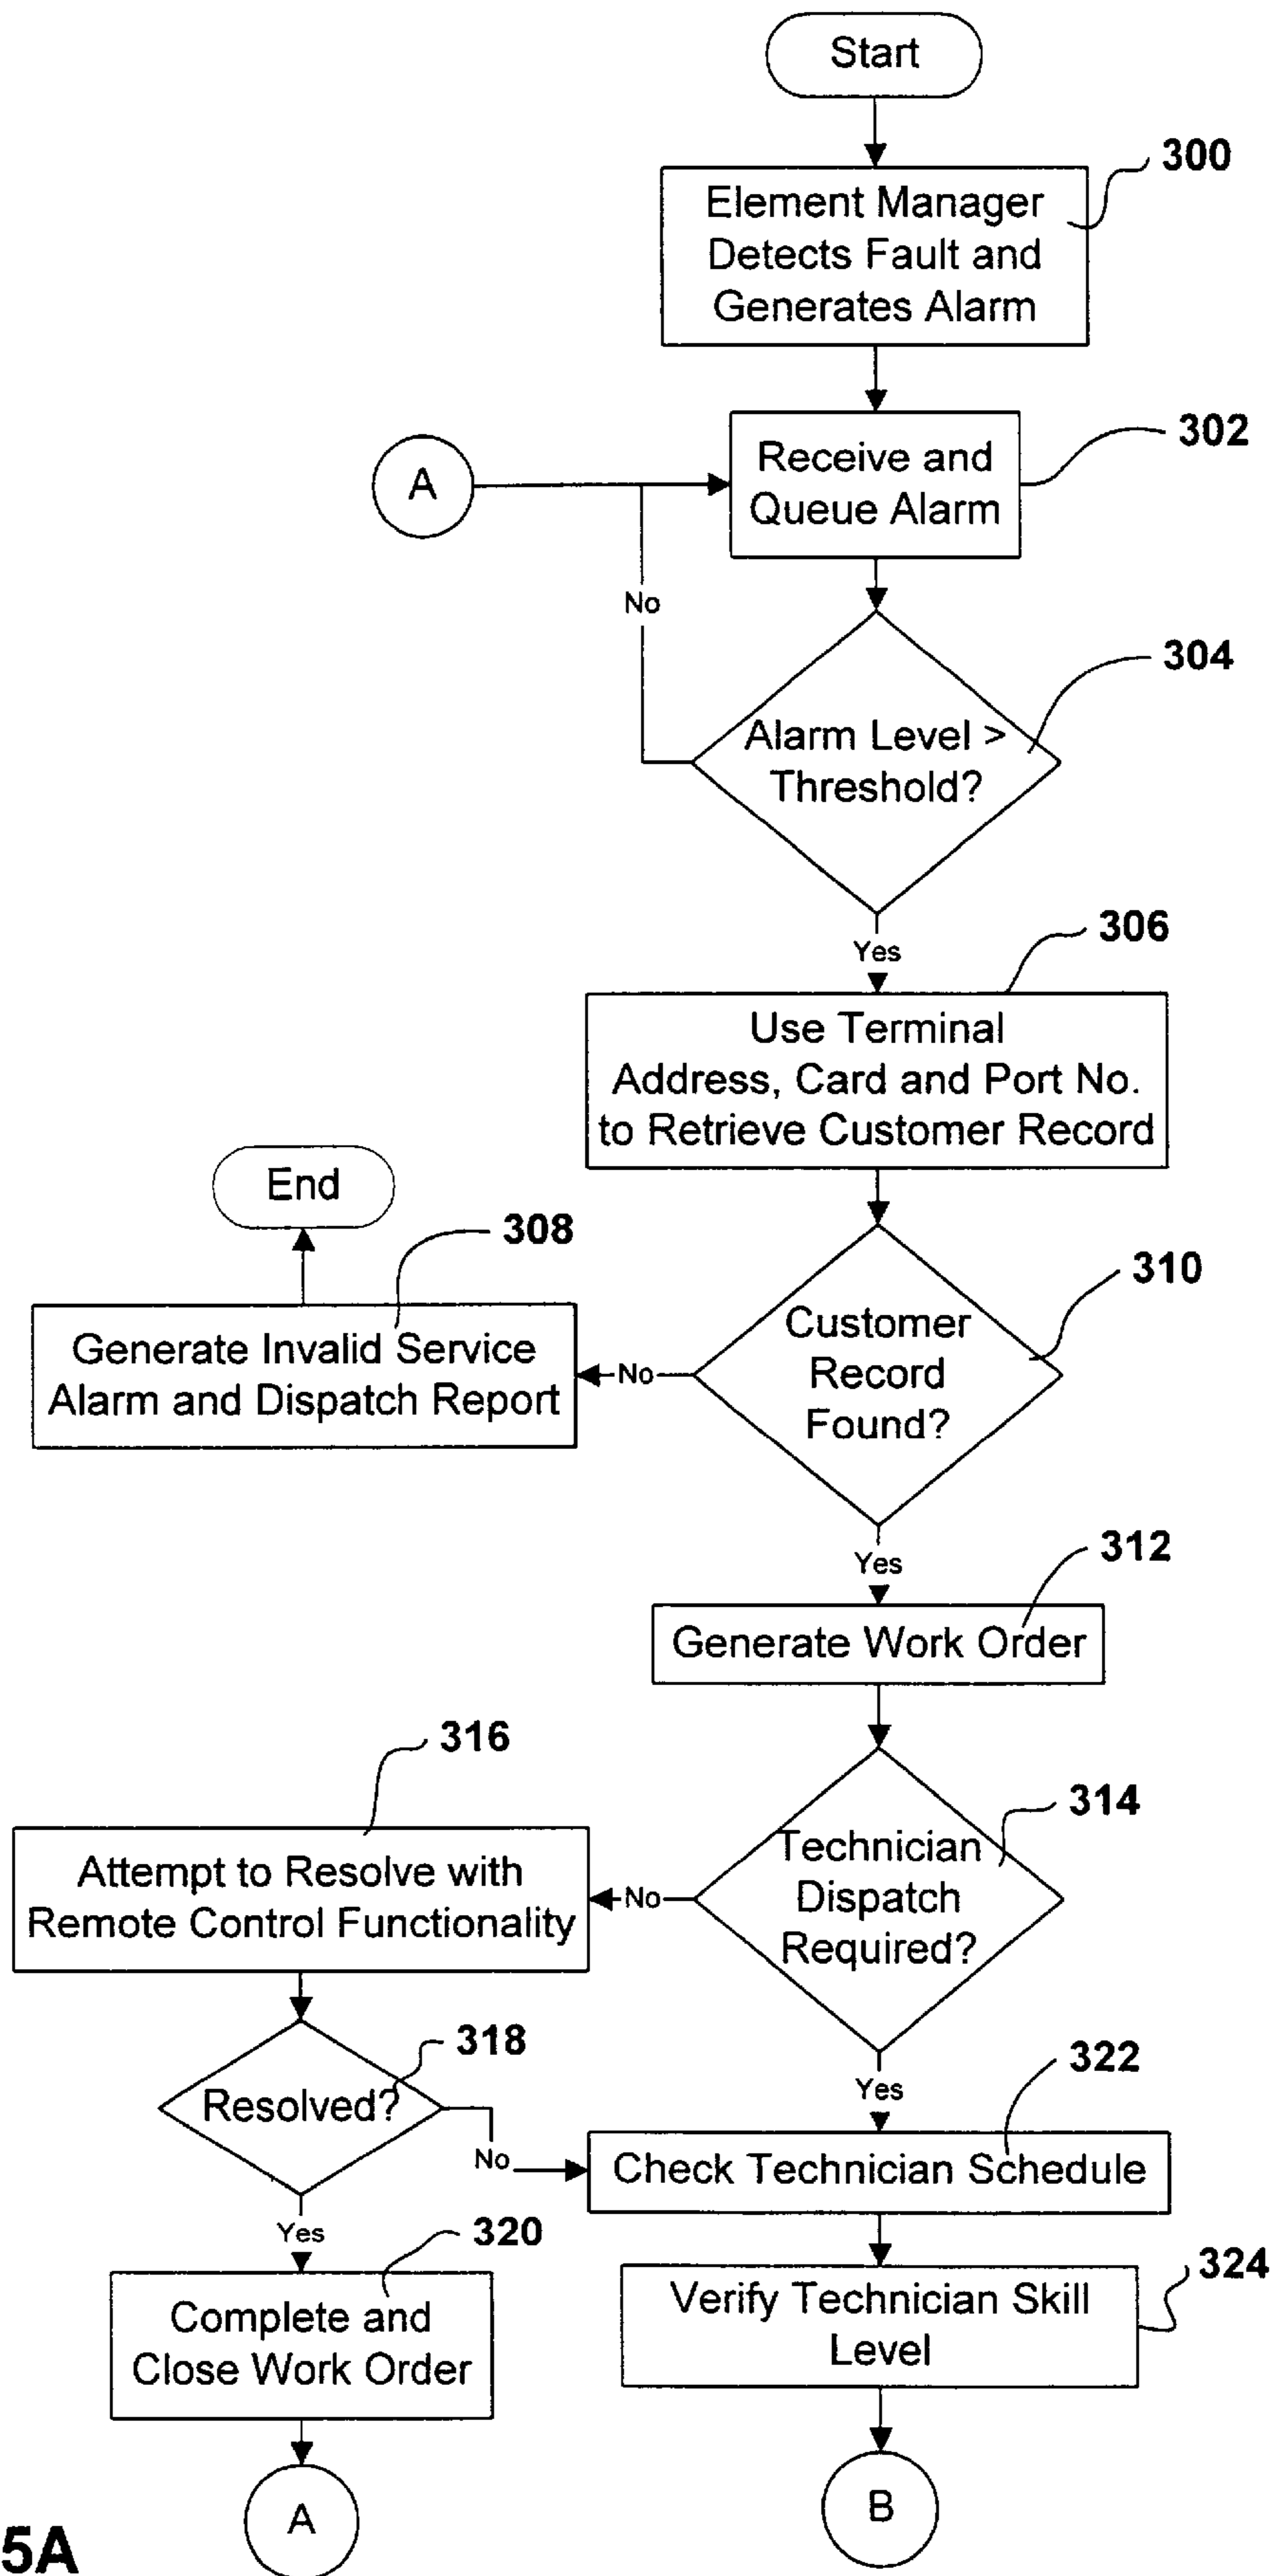 Start
300
Element Manager
Detects Fault and
Generates Alarm
302
A
Receive and
Queue Alarm
No
304
Alarm Level >
Threshold?
306
Yes
Use Terminal
Address, Card and Port No.
to Retrieve Customer Record
End
308
310
Generate Invalid Service
Alarm and Dispatch Report
No
Customer
Record
Found?
312
Yes
Generate Work Order
316
314
Attempt to Resolve with
Remote Control Functionality
No
Technician
Dispatch
Required?
318
322
Resolved?
Yes
No
Check Technician Schedule
Yes
320
324
Complete and
Close Work Order
Verify Technician Skill
Level
A
B
5A